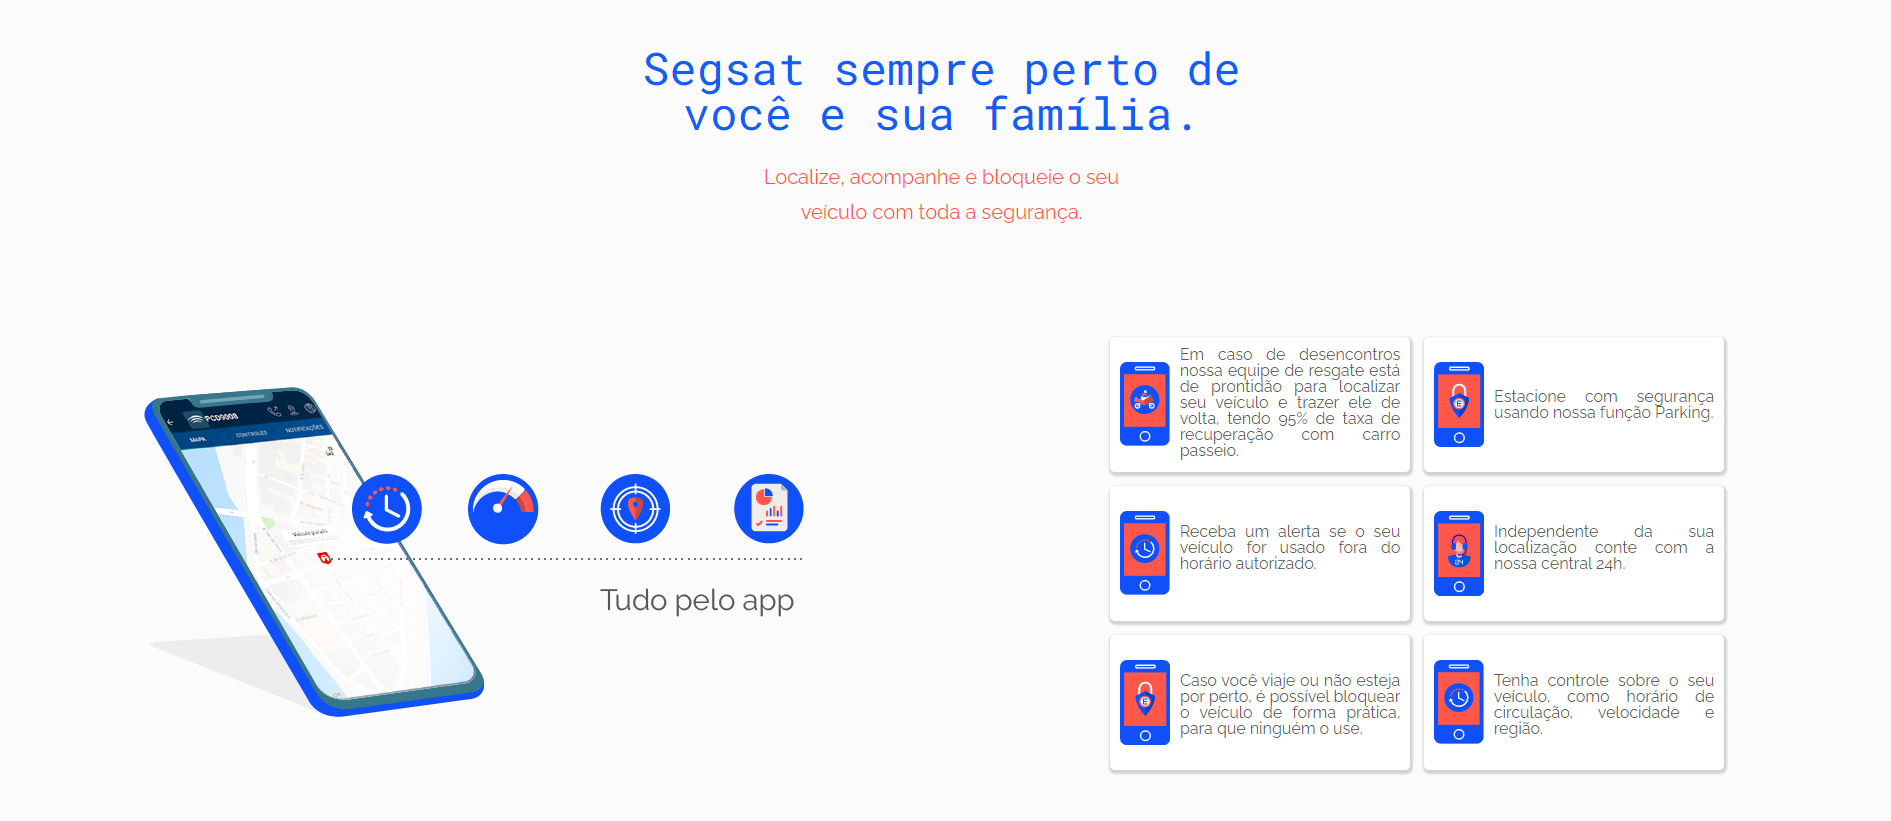 Segsat sempre perto de
você e sua família.
Localize, acompanhe e bloqueie o seu
veículo com toda a segurança.
PCD9908
MAPA
CONTROLES
NOTIFICAÇÕES
Veículo parado
Tudo pelo app
Em caso de desencontros
nossa equipe de resgate está
de prontidão para localizar
seu veículo e trazer ele de
volta, tendo 95% de taxa de
recuperação com carro
passeio.
E
Estacione com segurança
usando nossa função Parking.
Receba um alerta se o seu
veículo for usado fora do
horário autorizado.
24
Independente da sua
localização conte com a
nossa central 24h.
E
Caso você viaje ou não esteja
por perto, é possível bloquear
o veículo de forma prática,
para que ninguém o use.
Tenha controle sobre o seu
veículo, como horário de
circulação, velocidade e
região.